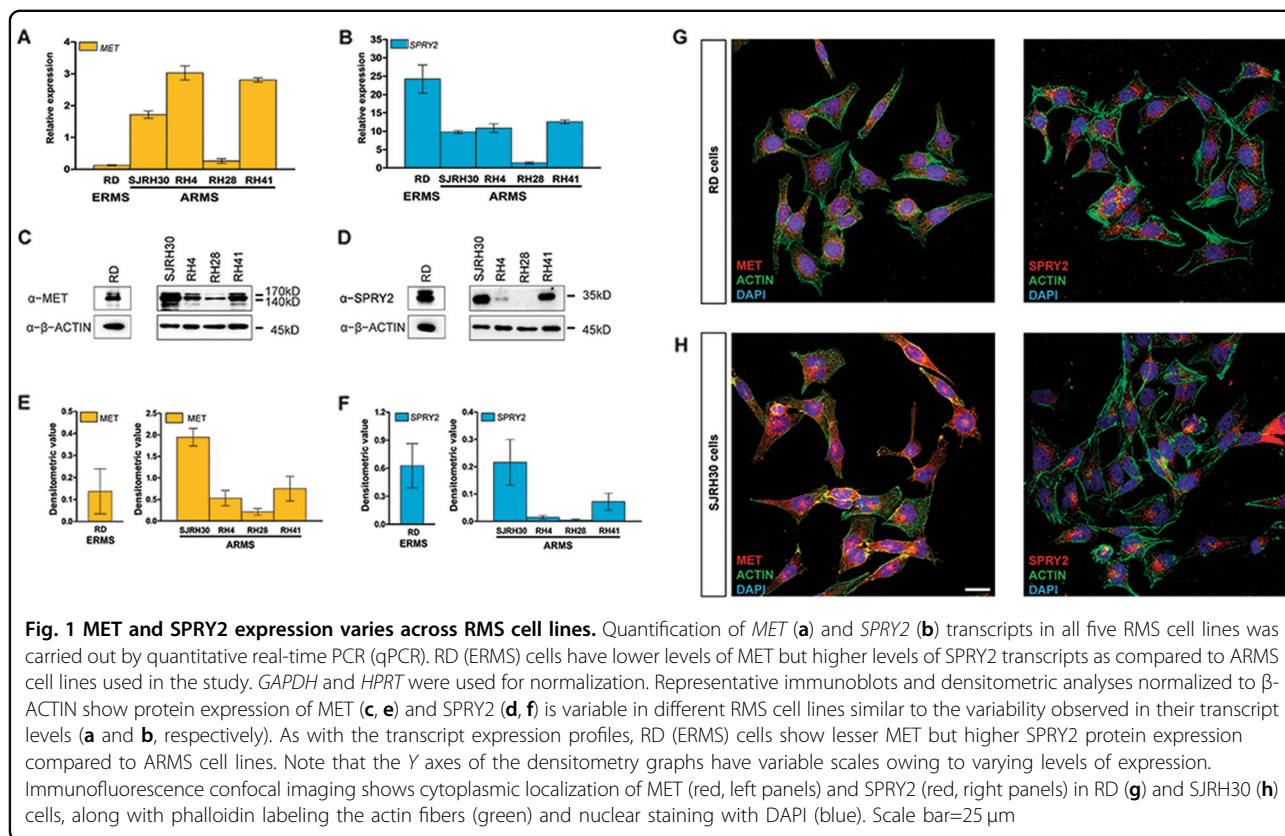 A
MET
Relative expression
4
3
2
1
0
RD
SJRH30
RH4
RH28
RH41
ERMS
ARMS
B
SPRY2
Relative expression
35
30
25
20
15
10
5
0
RD
SJRH30
RH4
RH28
RH41
ERMS
ARMS
C
RD
SJRH30
RH4
RH28
RH41
α-MET
170kD
140kD
α-β-ACTIN
45kD
D
RD
SJRH30
RH4
RH28
RH41
α-SPRY2
35kD
α-β-ACTIN
45kD
E
MET
Densitometric value
0.5
0.4
0.3
0.2
0.1
0.0
RD
ERMS
MET
Densitometric value
2.5
2.0
1.5
1.0
0.5
0.0
SJRH30
RH4
RH28
RH41
ARMS
F
SPRY2
Densitometric value
1.2
0.9
0.6
0.3
0.0
RD
ERMS
SPRY2
Densitometric value
0.4
0.2
0.0
SJRH30
RH4
RH28
RH41
ARMS
G
RD cells
MET
ACTIN
DAPI
SPRY2
ACTIN
DAPI
H
SJRH30 cells
MET
ACTIN
DAPI
SPRY2
ACTIN
DAPI
Fig. 1 MET and SPRY2 expression varies across RMS cell lines. Quantification of MET (a) and SPRY2 (b) transcripts in all five RMS cell lines was
carried out by quantitative real-time PCR (qPCR). RD (ERMS) cells have lower levels of MET but higher levels of SPRY2 transcripts as compared to ARMS
cell lines used in the study. GAPDH and HPRT were used for normalization. Representative immunoblots and densitometric analyses normalized to β-
ACTIN show protein expression of MET (c, e) and SPRY2 (d, f) is variable in different RMS cell lines similar to the variability observed in their transcript
levels (a and b, respectively). As with the transcript expression profiles, RD (ERMS) cells show lesser MET but higher SPRY2 protein expression
compared to ARMS cell lines. Note that the Y axes of the densitometry graphs have variable scales owing to varying levels of expression.
Immunofluorescence confocal imaging shows cytoplasmic localization of MET (red, left panels) and SPRY2 (red, right panels) in RD (g) and SJRH30 (h)
cells, along with phalloidin labeling the actin fibers (green) and nuclear staining with DAPI (blue). Scale bar=25 μm